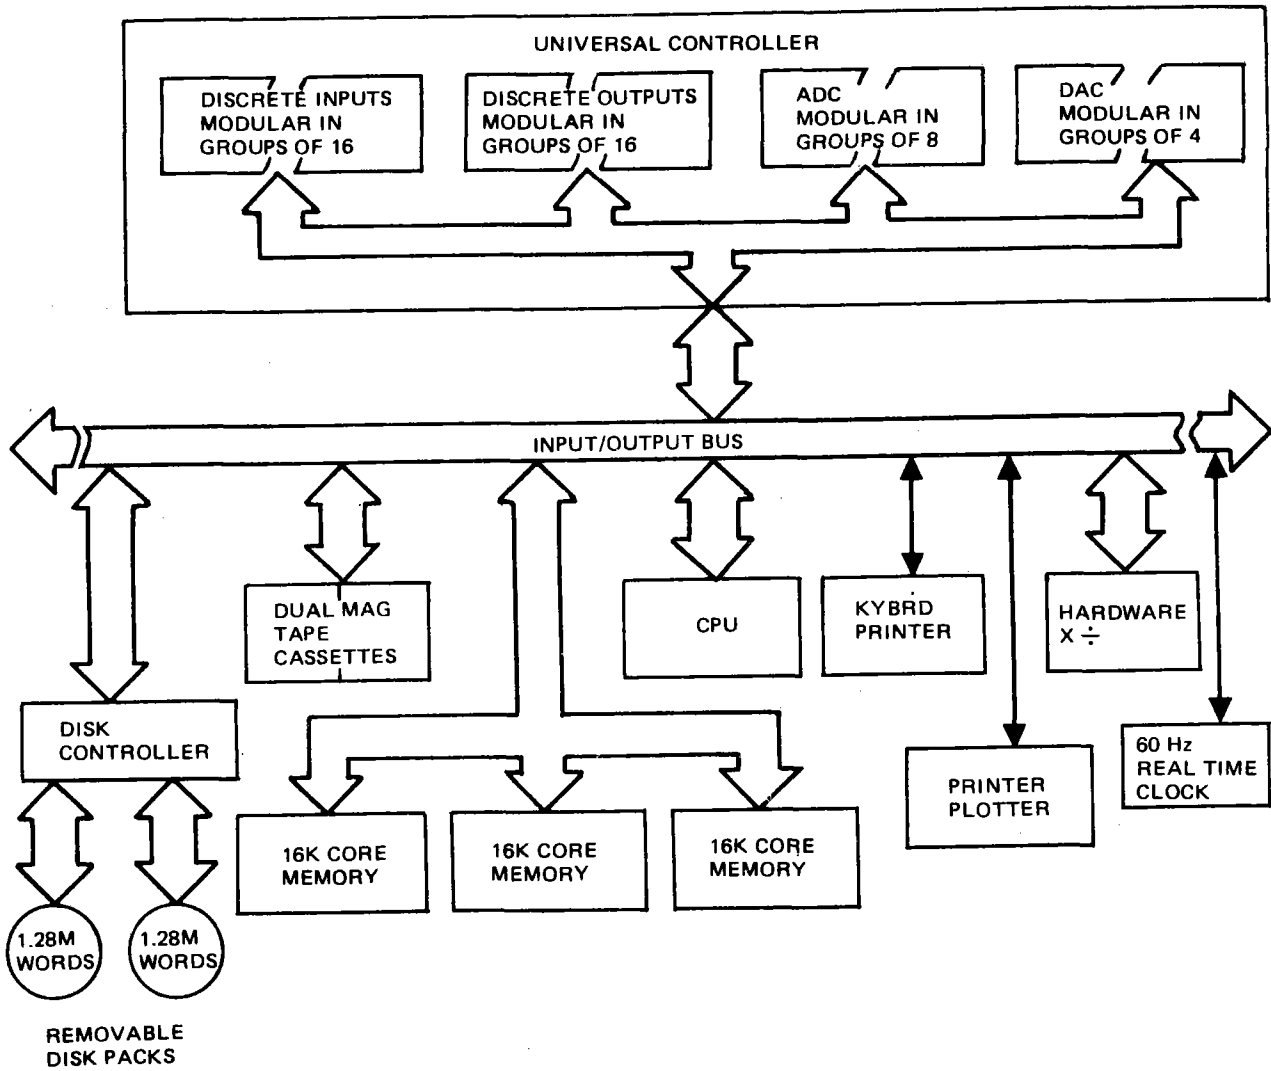 UNIVERSAL CONTROLLER
DISCRETE INPUTS
MODULAR IN
GROUPS OF 16
DISCRETE OUTPUTS
MODULAR IN
GROUPS OF 16
ADC
MODULAR IN
GROUPS OF 8
DAC
MODULAR IN
GROUPS OF 4
INPUT/OUTPUT BUS
DUAL MAG
TAPE
CASSETTES
CPU
KYBRD
PRINTER
HARDWARE
X ÷
DISK
CONTROLLER
60 Hz
REAL TIME
CLOCK
PRINTER
PLOTTER
16K CORE
MEMORY
16K CORE
MEMORY
16K CORE
MEMORY
1.28M
WORDS
1.28M
WORDS
REMOVABLE
DISK PACKS